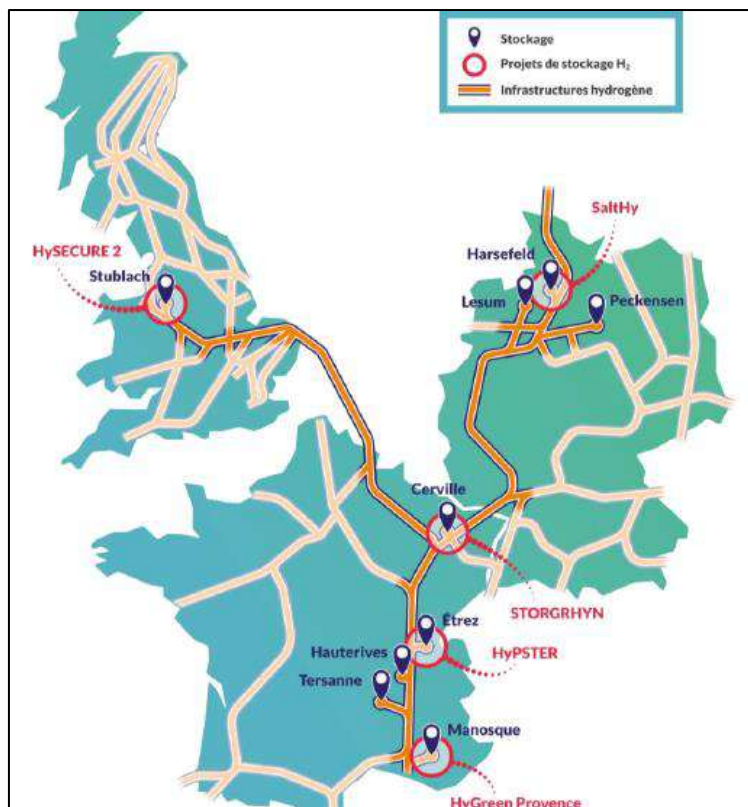 Stockage
Projets de stockage H₂
Infrastructures hydrogène
SaltHy
HySECURE 2
Stublach
Harsefeld
Lesum
Peckensen
Cerville
STORGRHYN
Étrez
Hauterives
HyPSTER
Tersanne
Manosque
HyGreen Provence